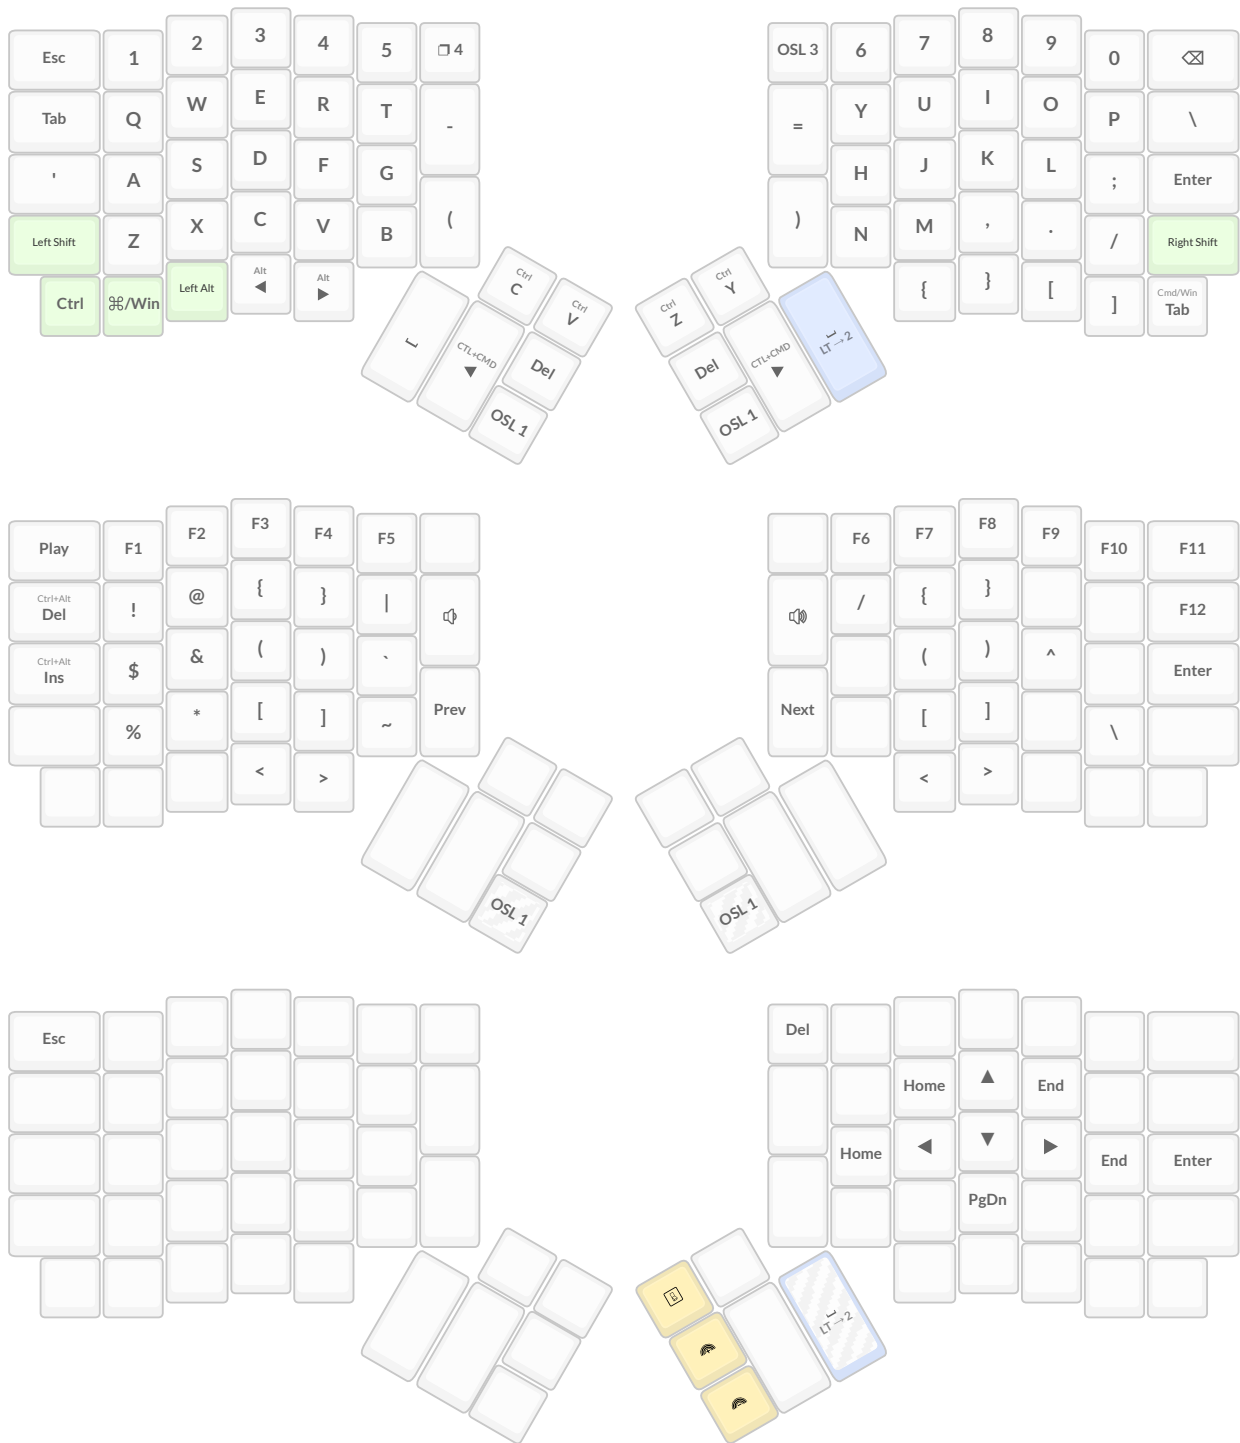 Esc 1 2 3 4 5 ❐ 4 OSL 3 6 7 8 9 0 ⌫
Tab Q W E R T - = Y U I O P \
' A S D F G H J K L ; Enter
Left Shift Z X C V B ( ) N M , . / Right Shift
Ctrl ⌘/Win Left Alt Alt ◀ Alt ▶ { } [ ] Cmd/Win Tab
Ctrl C Ctrl V Ctrl Z Ctrl Y
⎵ CTL+CMD ▼ Del Del CTL+CMD ▼ ⎵ LT → 2
OSL 1 OSL 1
Play F1 F2 F3 F4 F5 F6 F7 F8 F9 F10 F11
Ctrl+Alt Del ! @ { } | / { } F12
Ctrl+Alt Ins $ & ( ) ` ( ) ^ Enter
% * [ ] ~ Prev Next [ ] \
< > < >
OSL 1 OSL 1
Esc Del
Home ▲ End
Home ◀ ▼ ▶ End Enter
PgDn
⎵ LT → 2